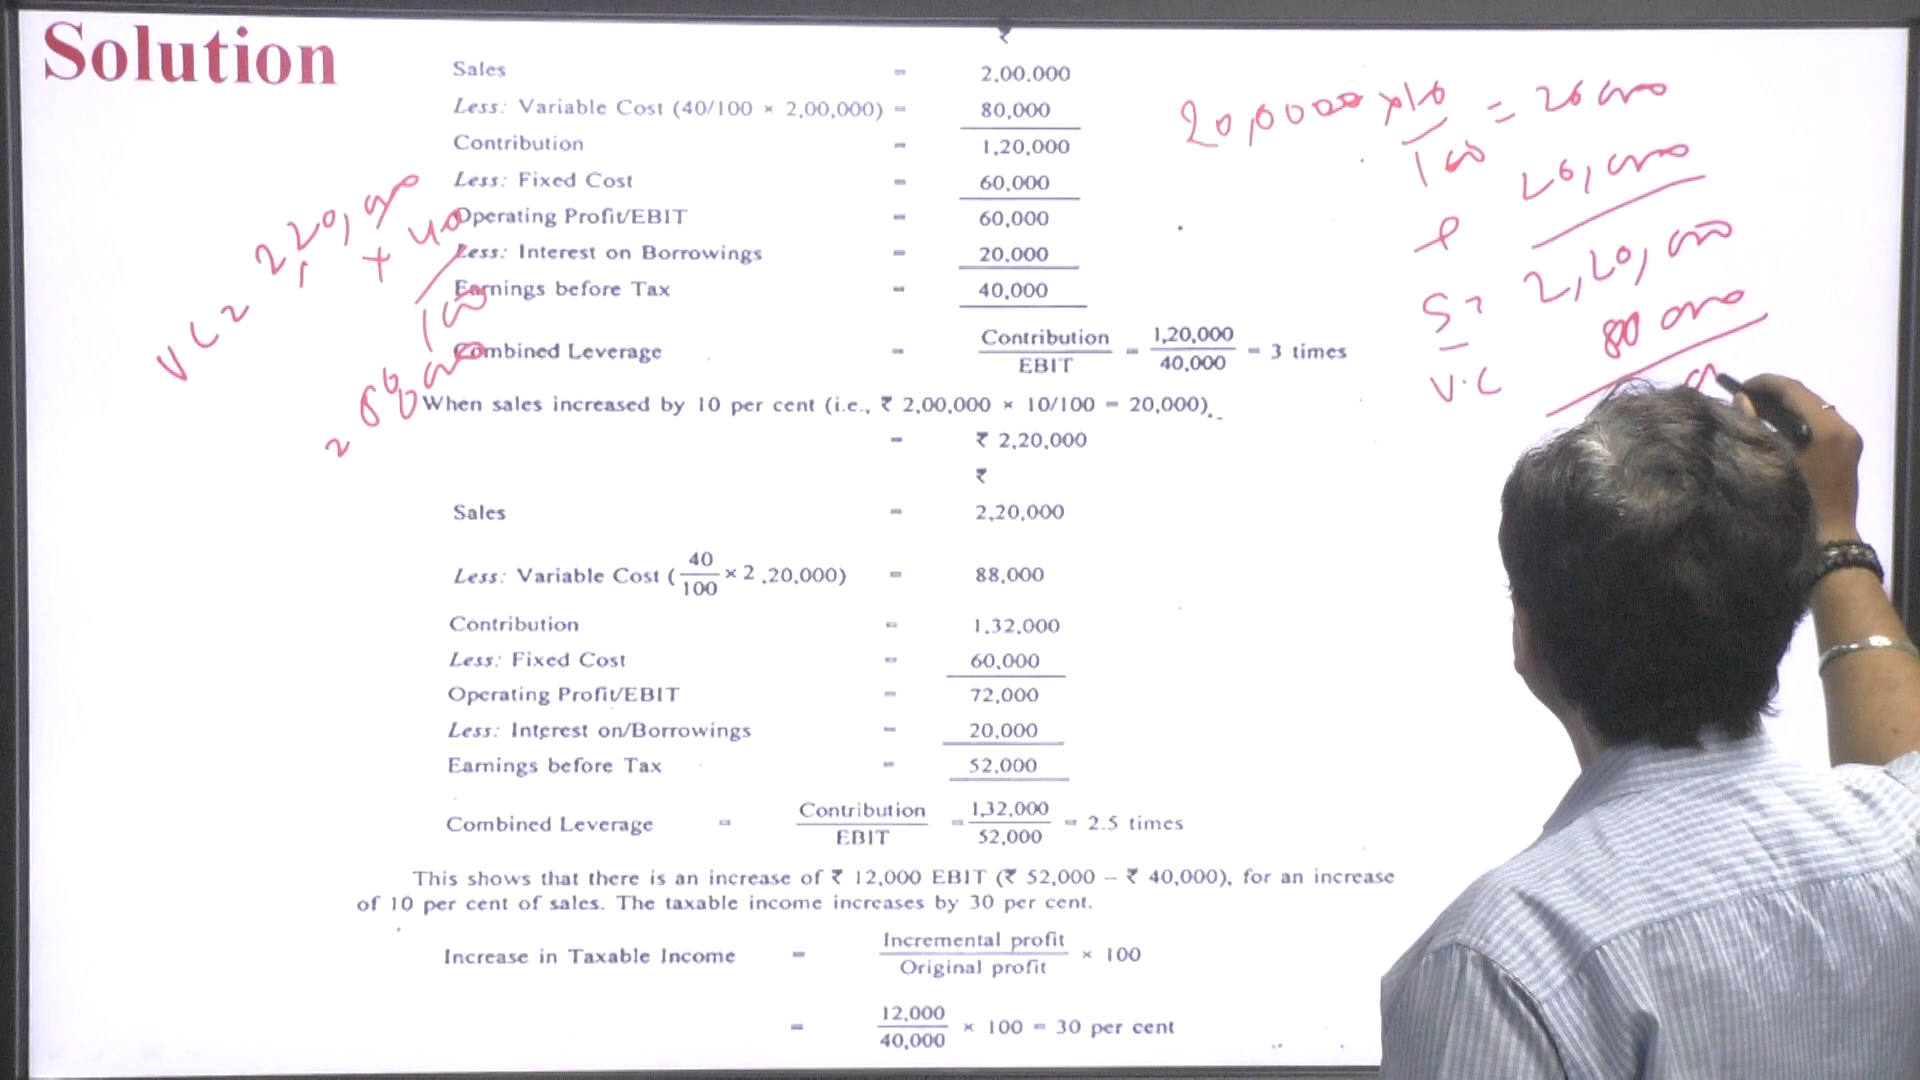 Solution
₹
Sales = 2,00,000
Less: Variable Cost (40/100 × 2,00,000) = 80,000
Contribution = 1,20,000
Less: Fixed Cost = 60,000
Operating Profit/EBIT = 60,000
Less: Interest on Borrowings = 20,000
Earnings before Tax = 40,000
Combined Leverage = Contribution / EBIT = 1,20,000 / 40,000 = 3 times
When sales increased by 10 per cent (i.e., ₹ 2,00,000 × 10/100 = 20,000).
= ₹ 2,20,000
₹
Sales = 2,20,000
Less: Variable Cost (40/100 × 2,20,000) = 88,000
Contribution = 1,32,000
Less: Fixed Cost = 60,000
Operating Profit/EBIT = 72,000
Less: Interest on/Borrowings = 20,000
Earnings before Tax = 52,000
Combined Leverage = Contribution / EBIT = 1,32,000 / 52,000 = 2.5 times
This shows that there is an increase of ₹ 12,000 EBIT (₹ 52,000 – ₹ 40,000), for an increase
of 10 per cent of sales. The taxable income increases by 30 per cent.
Increase in Taxable Income = Incremental profit / Original profit × 100
= 12,000 / 40,000 × 100 = 30 per cent
2,20,000
× 40
100
2,20,000
V.C